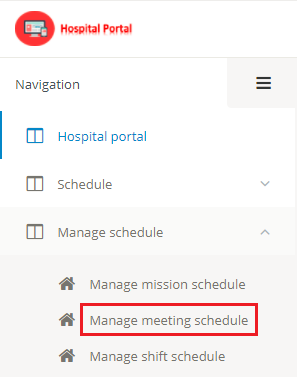 Hospital Portal
Navigation
Hospital portal
Schedule
Manage schedule
Manage mission schedule
Manage meeting schedule
Manage shift schedule